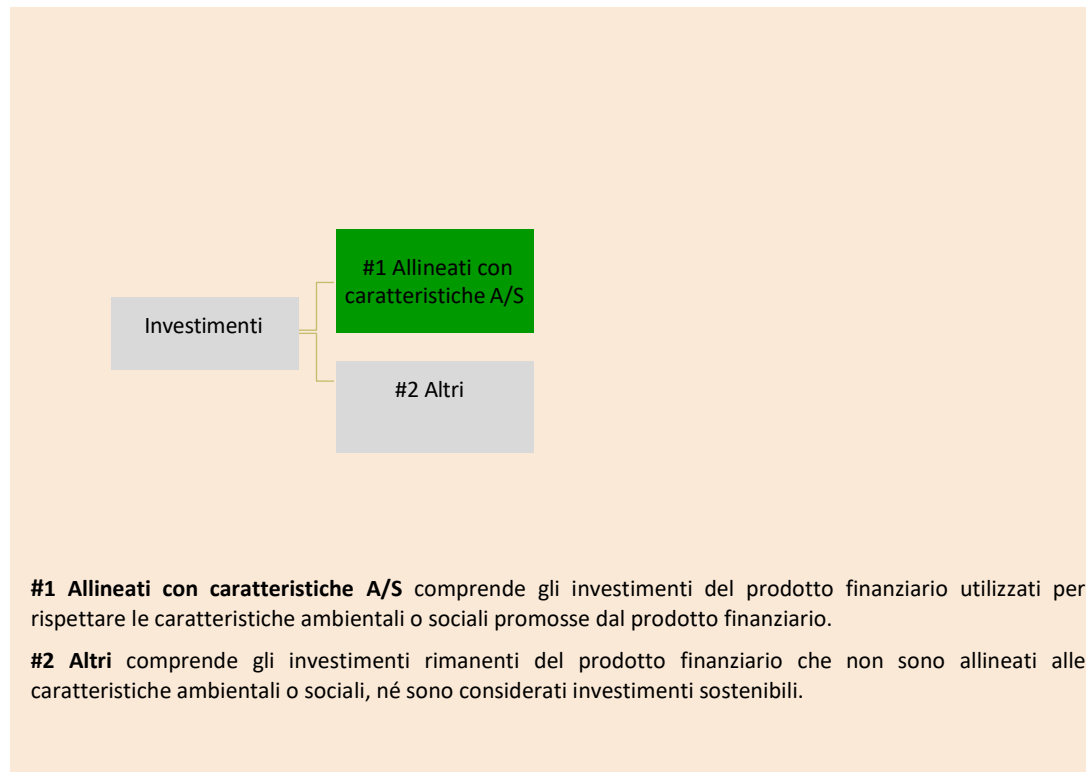 #1 Allineati con
caratteristiche A/S
Investimenti
#2 Altri
#1 Allineati con caratteristiche A/S comprende gli investimenti del prodotto finanziario utilizzati per
rispettare le caratteristiche ambientali o sociali promosse dal prodotto finanziario.
#2 Altri comprende gli investimenti rimanenti del prodotto finanziario che non sono allineati alle
caratteristiche ambientali o sociali, né sono considerati investimenti sostenibili.